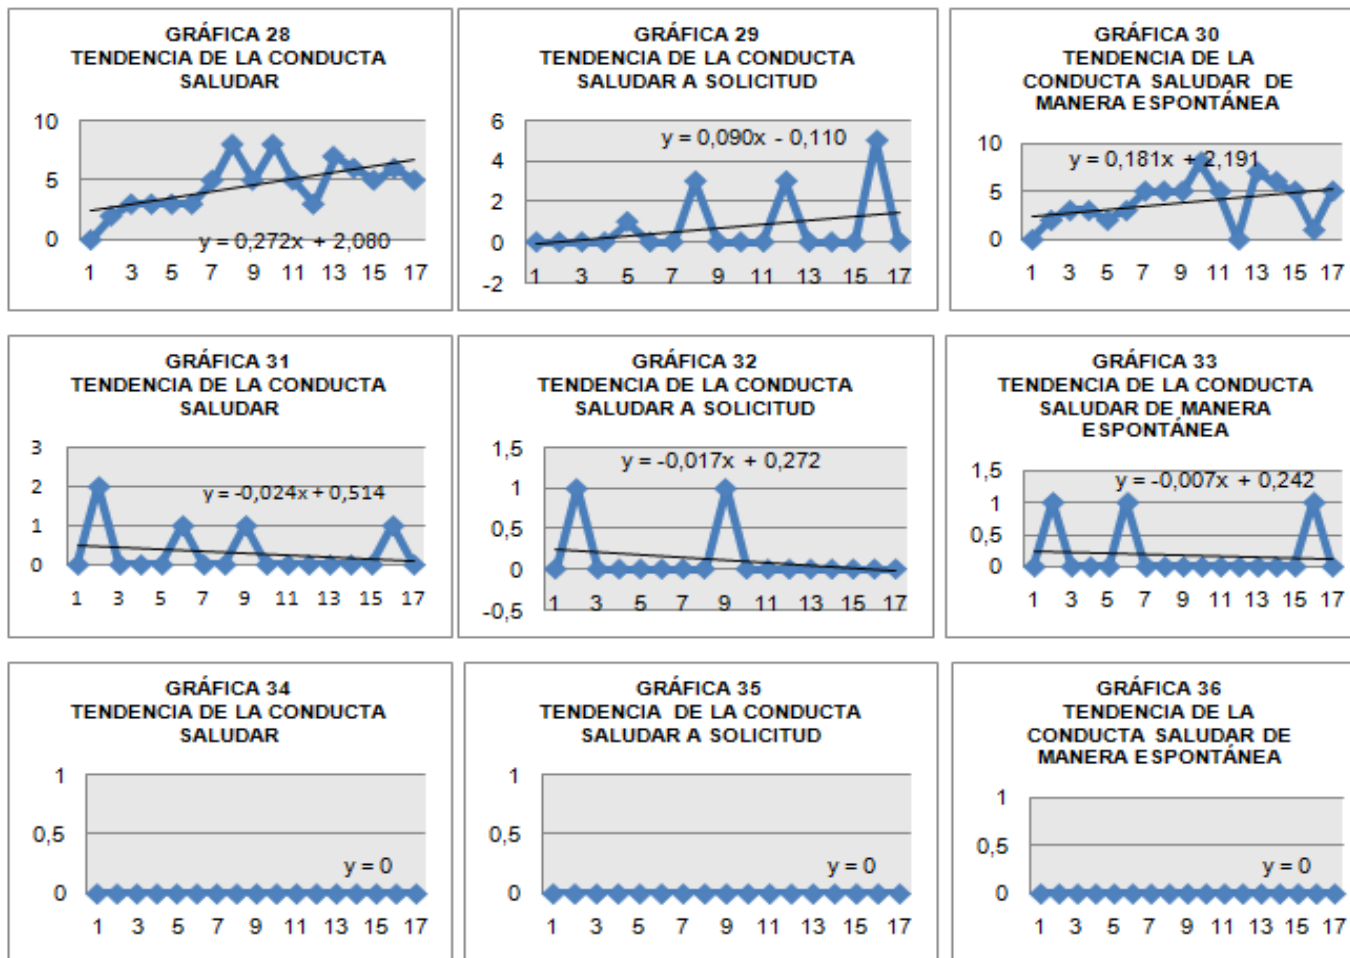 GRÁFICA 28
TENDENCIA DE LA CONDUCTA
SALUDAR
10
5
0
y = 0,272x + 2,080
1 3 5 7 9 11 13 15 17
GRÁFICA 29
TENDENCIA DE LA CONDUCTA
SALUDAR A SOLICITUD
6
4
2
0
-2
y = 0,090x - 0,110
1 3 5 7 9 11 13 15 17
GRÁFICA 30
TENDENCIA DE LA
CONDUCTA SALUDAR DE
MANERA ESPONTÁNEA
10
5
0
y = 0,181x + 2,191
1 3 5 7 9 11 13 15 17
GRÁFICA 31
TENDENCIA DE LA CONDUCTA
SALUDAR
3
2
1
0
y = -0,024x + 0,514
1 3 5 7 9 11 13 15 17
GRÁFICA 32
TENDENCIA DE LA CONDUCTA
SALUDAR A SOLICITUD
1,5
1
0,5
0
-0,5
y = -0,017x + 0,272
1 3 5 7 9 11 13 15 17
GRÁFICA 33
TENDENCIA DE LA CONDUCTA
SALUDAR DE MANERA
ESPONTÁNEA
1,5
1
0,5
0
y = -0,007x + 0,242
1 3 5 7 9 11 13 15 17
GRÁFICA 34
TENDENCIA DE LA CONDUCTA
SALUDAR
1
0,5
0
y = 0
1 3 5 7 9 11 13 15 17
GRÁFICA 35
TENDENCIA DE LA CONDUCTA
SALUDAR A SOLICITUD
1
0,5
0
y = 0
1 3 5 7 9 11 13 15 17
GRÁFICA 36
TENDENCIA DE LA
CONDUCTA SALUDAR DE
MANERA ESPONTÁNEA
1
0,5
0
y = 0
1 3 5 7 9 11 13 15 17